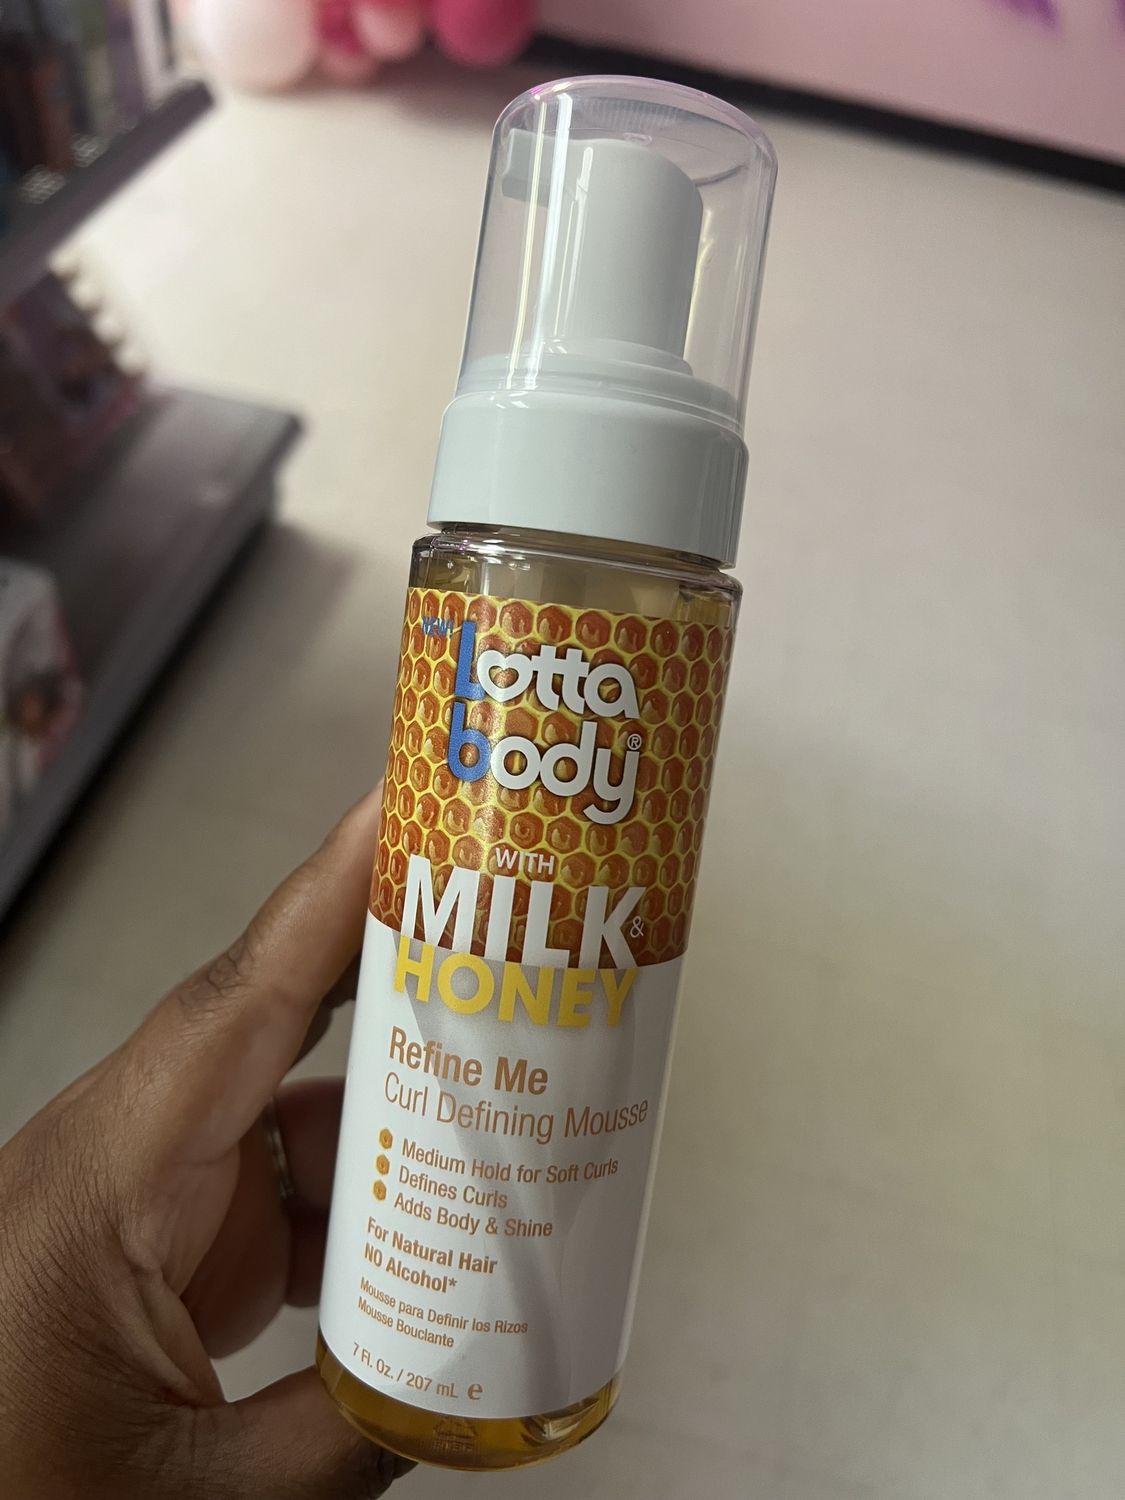 NEW!
Lotta
body®
WITH
MILK &
HONEY
Refine Me
Curl Defining Mousse
Medium Hold for Soft Curls
Defines Curls
Adds Body & Shine
For Natural Hair
NO Alcohol*
Mousse para Definir los Rizos
Mousse Bouclante
7 Fl. Oz. / 207 mL e